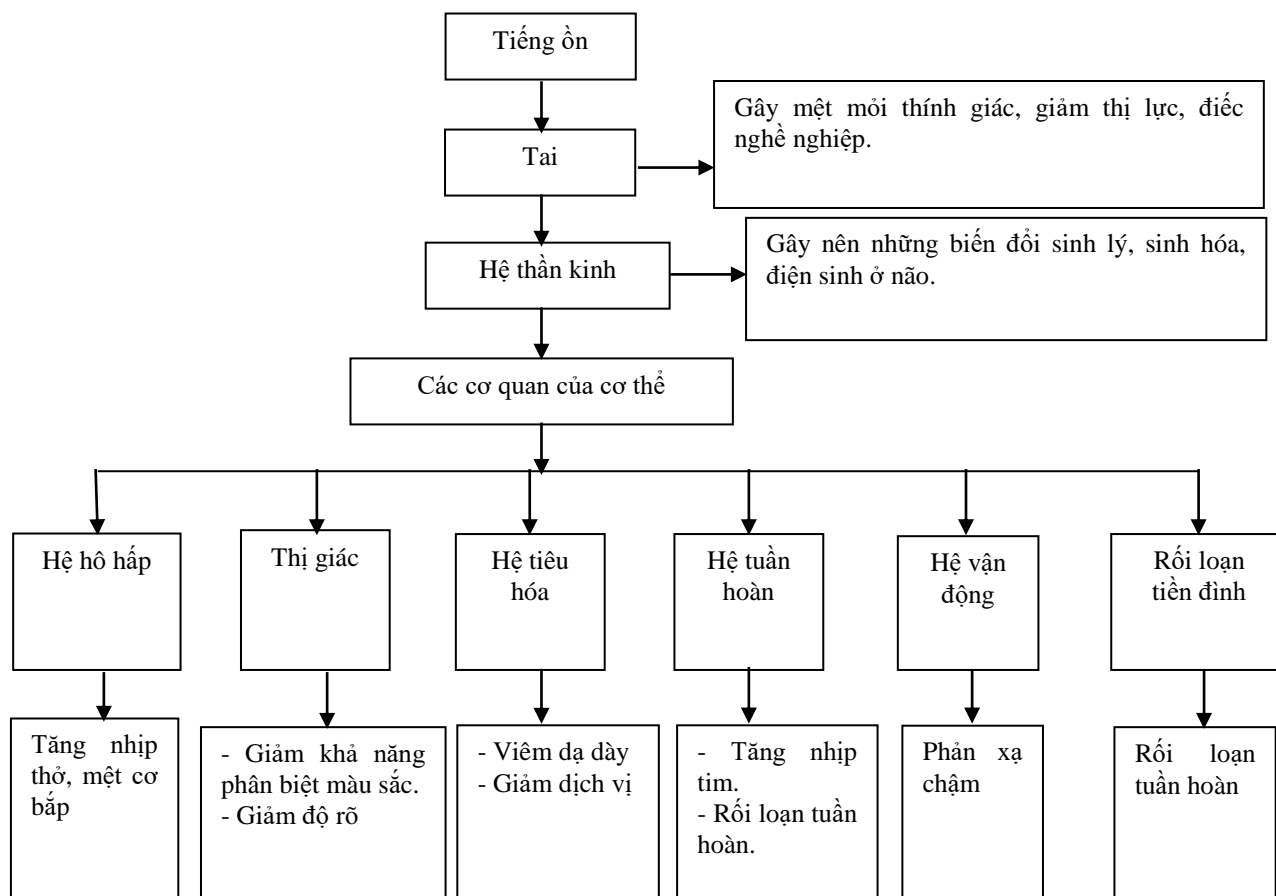 Tiếng ồn
Gây mệt mỏi thính giác, giảm thị lực, điếc
nghề nghiệp.
Tai
Gây nên những biến đổi sinh lý, sinh hóa,
điện sinh ở não.
Hệ thần kinh
Các cơ quan của cơ thể
Hệ hô hấp
Thị giác
Hệ tiêu
hóa
Hệ tuần
hoàn
Hệ vận
động
Rối loạn
tiền đình
Tăng nhịp
thở, mệt cơ
bắp
- Giảm khả năng
phân biệt màu sắc.
- Giảm độ rõ
- Viêm dạ dày
- Giảm dịch vị
- Tăng nhịp
tim.
- Rối loạn tuần
hoàn.
Phản xạ
chậm
Rối loạn
tuần hoàn